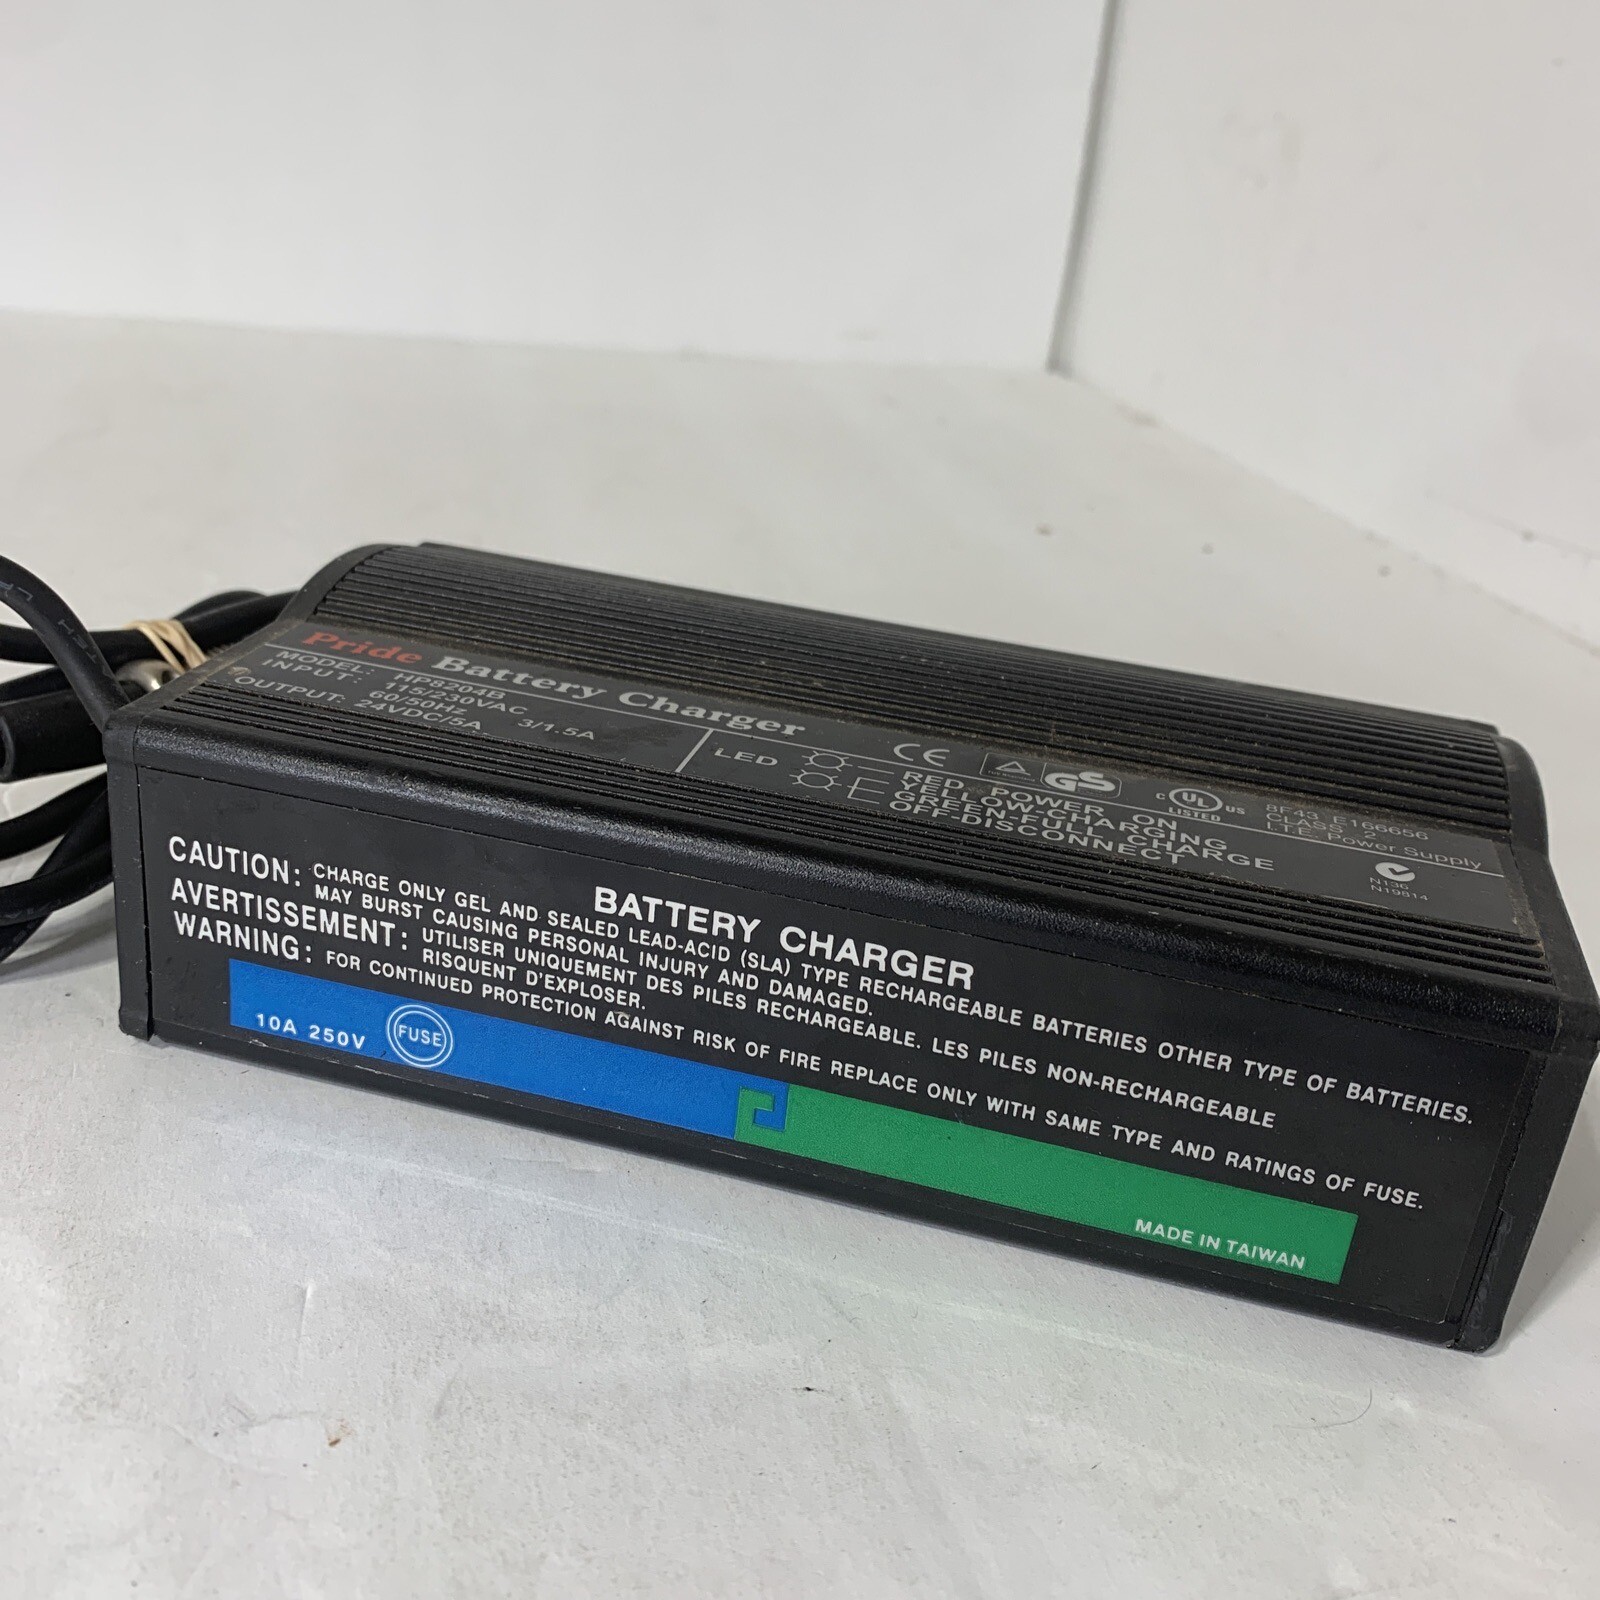 Pride Battery Charger
MODEL: HP8204B
INPUT: 115/230VAC 3/1.5A
60/50Hz
OUTPUT: 24VDC/5A
LED
RED-POWER ON
YELLOW-CHARGING
GREEN-FULL CHARGE
OFF-DISCONNECT
CE
GS
C UL US
LISTED
8F43 E166656
CLASS 2
I.T.E. Power Supply
N136
N19814
BATTERY CHARGER
CAUTION: CHARGE ONLY GEL AND SEALED LEAD-ACID (SLA) TYPE RECHARGEABLE BATTERIES OTHER TYPE OF BATTERIES.
MAY BURST CAUSING PERSONAL INJURY AND DAMAGED.
AVERTISSEMENT: UTILISER UNIQUEMENT DES PILES RECHARGEABLE. LES PILES NON-RECHARGEABLE
RISQUENT D'EXPLOSER.
WARNING: FOR CONTINUED PROTECTION AGAINST RISK OF FIRE REPLACE ONLY WITH SAME TYPE AND RATINGS OF FUSE.
10A 250V FUSE
MADE IN TAIWAN